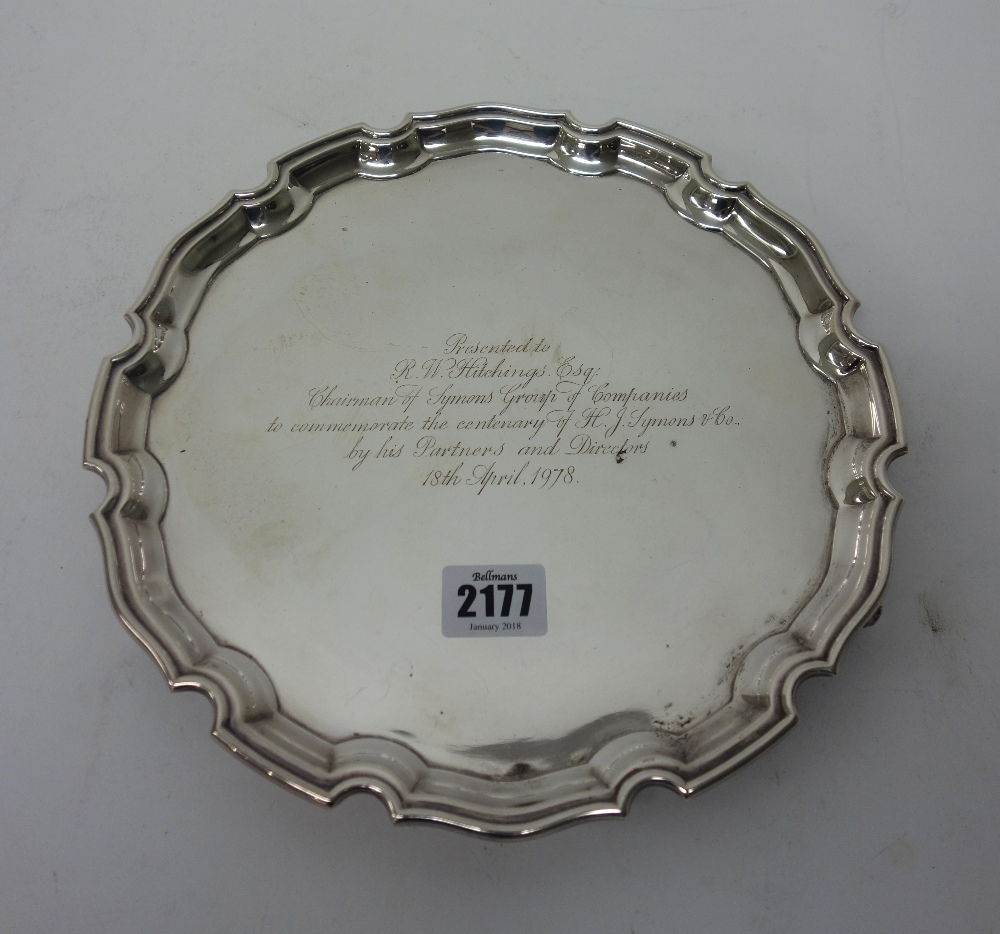 Presented to
R. W. Hitchings. Esq:
Chairman of Symons Group of Companies
to commemorate the centenary of H. J. Symons & Co.,
by his Partners and Directors
18th April. 1978.
Bellmans
2177
January 2018